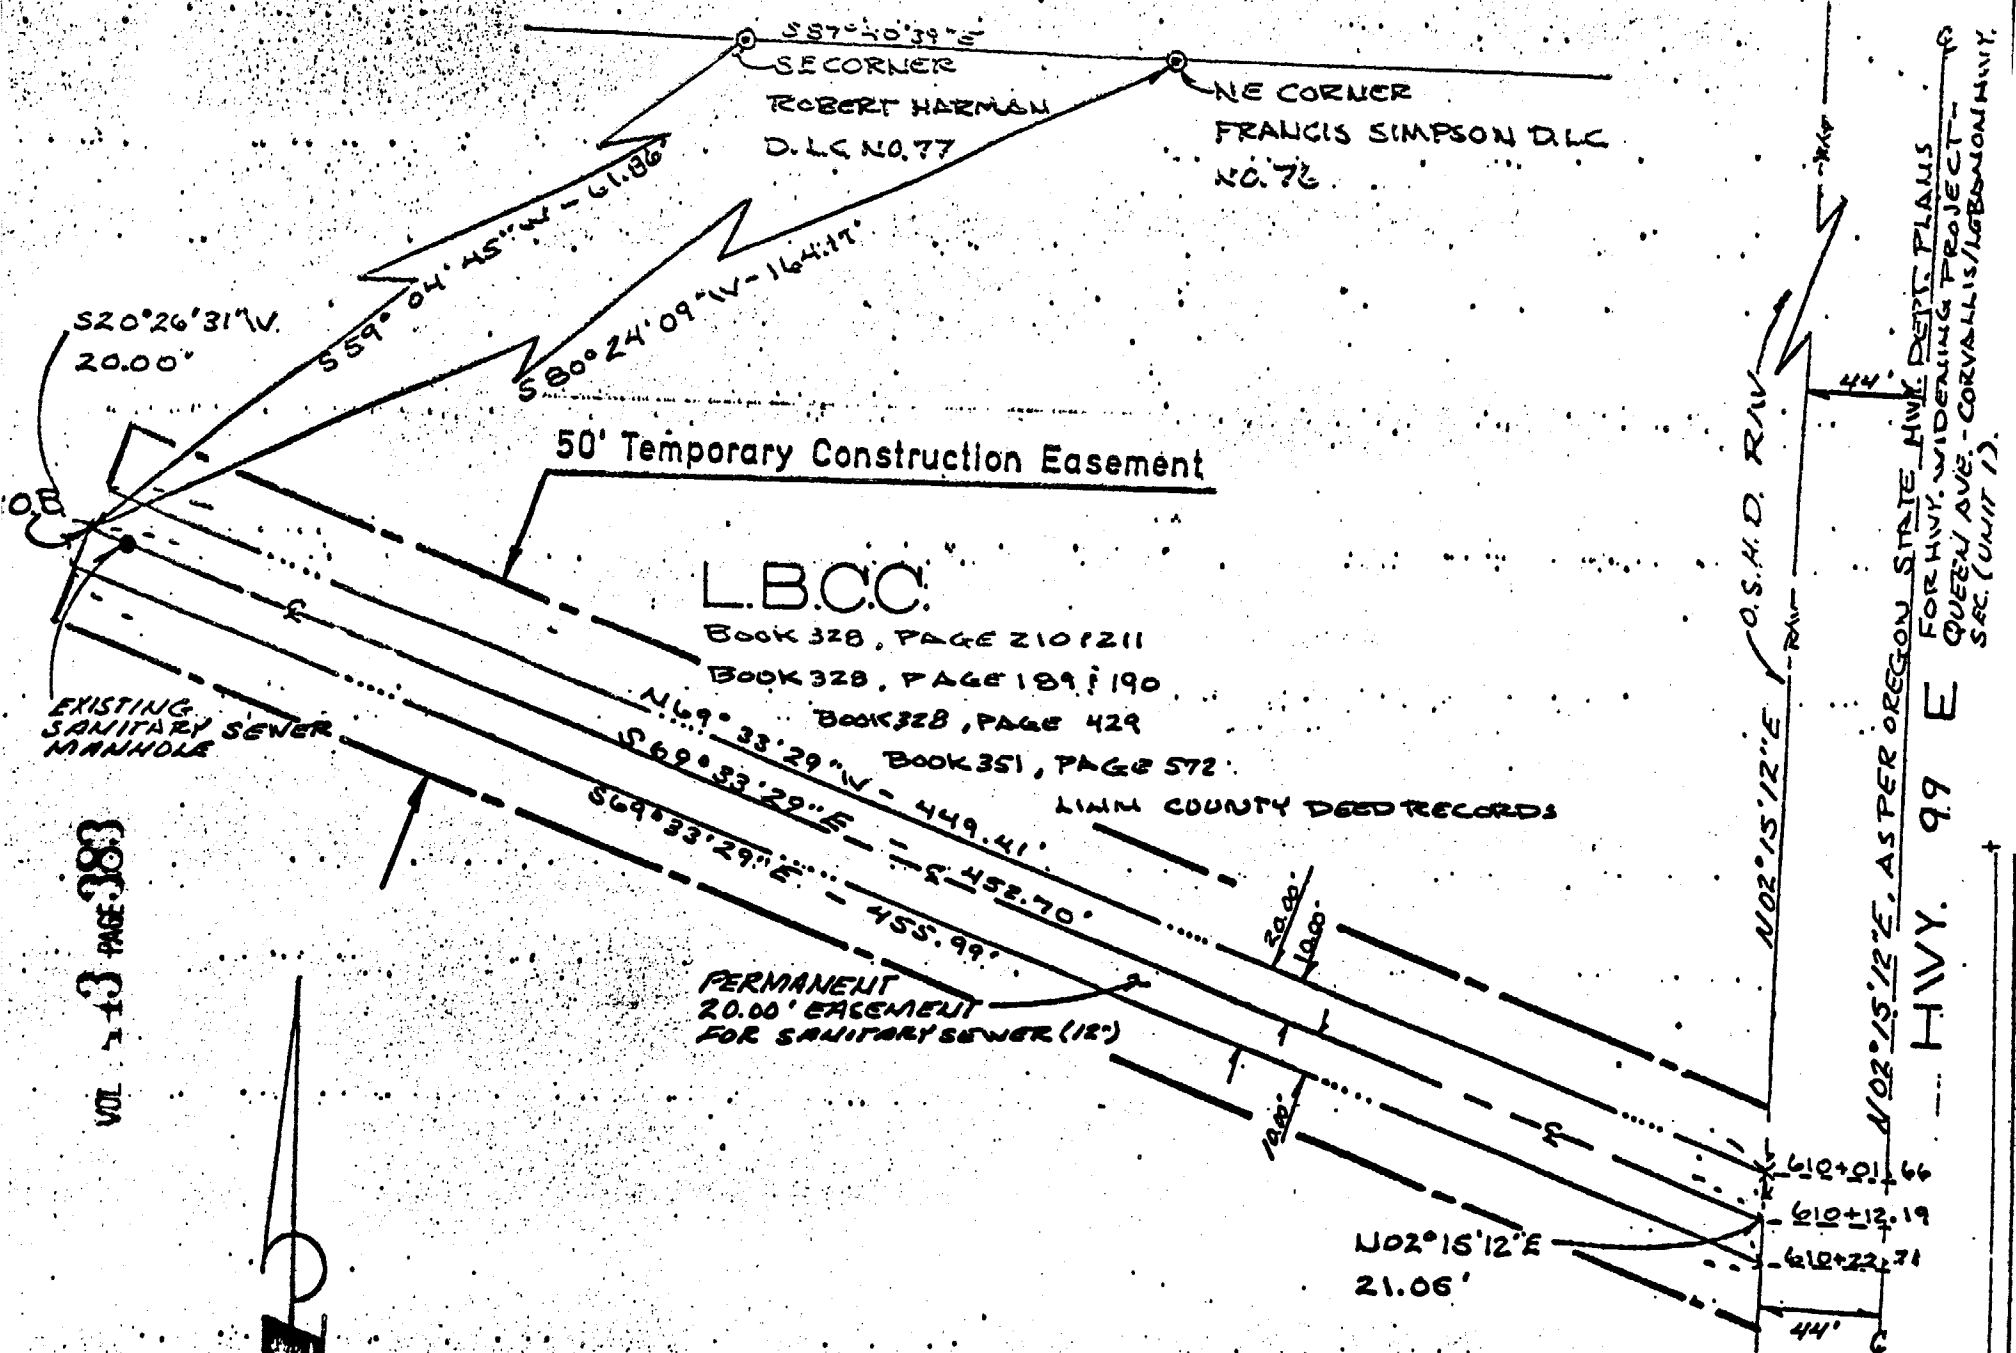 S87°40'39"E
SE CORNER
ROBERT HARMAN
D.L.C. NO. 77
NE CORNER
FRANCIS SIMPSON D.L.C
NO. 76
S 59° 04' 45" W - 61.86'
S 80° 24' 09" W - 164.17'
S20°26'31"W.
20.00'
O.B.
50' Temporary Construction Easement
L.B.C.C.
BOOK 328, PAGE 210 & 211
BOOK 328, PAGE 189 & 190
BOOK 328, PAGE 429
BOOK 351, PAGE 572
LINN COUNTY DEED RECORDS
EXISTING
SANITARY SEWER
MANHOLE
N69°33'29"W - 449.41'
S69°33'29"E - 452.70'
S69°33'29"E - 455.99'
PERMANENT
20.00' EASEMENT
FOR SANITARY SEWER (12")
20.00'
10.00'
10.00'
VOL PAGE 383
N02°15'12"E
21.06'
610+01.66
610+12.19
610+22.71
44'
44'
R/W
R/W
O.S.H.D. R/W
N02°15'12"E
N02°15'12"E, AS PER OREGON STATE HWY. DEPT. PLANS
FOR HWY. WIDENING PROJECT -
QUEEN AVE. - CORVALLIS/LEBANON HWY.
SEC. (UNIT 1).
HWY. 99 E